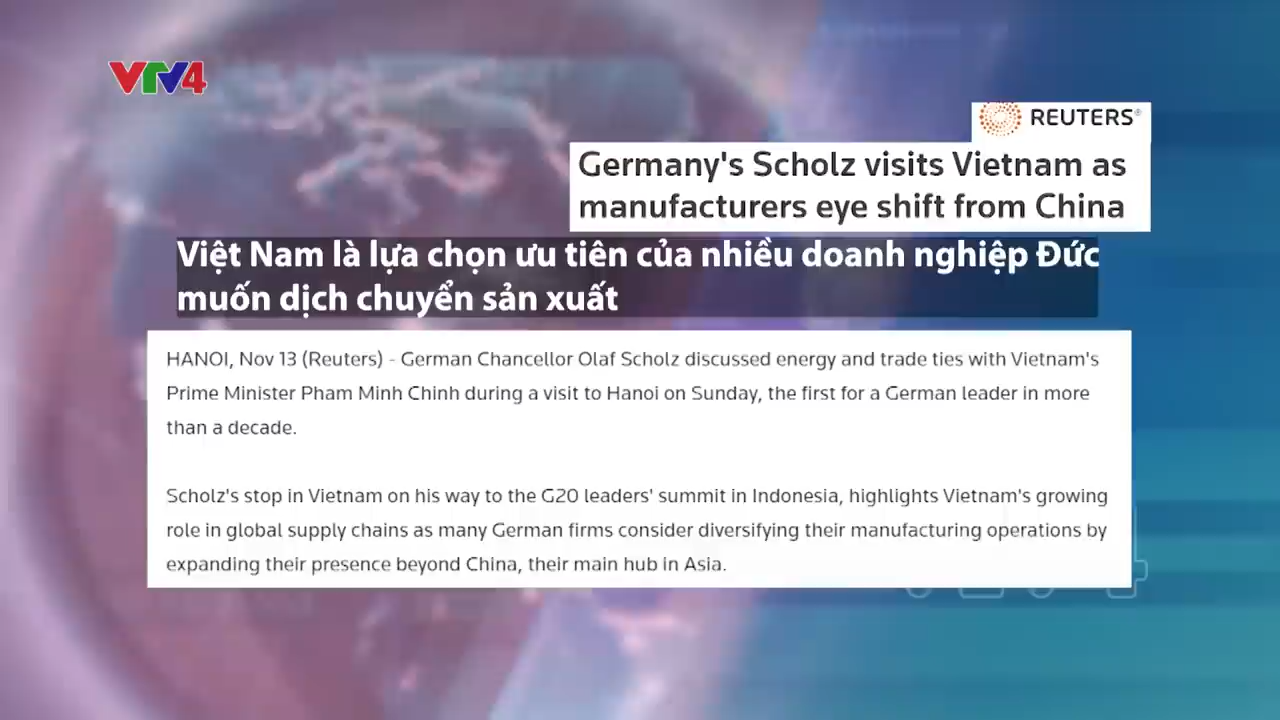 VTV4
REUTERS®
Germany's Scholz visits Vietnam as
manufacturers eye shift from China
Việt Nam là lựa chọn ưu tiên của nhiều doanh nghiệp Đức
muốn dịch chuyển sản xuất
HANOI, Nov 13 (Reuters) - German Chancellor Olaf Scholz discussed energy and trade ties with Vietnam's
Prime Minister Pham Minh Chinh during a visit to Hanoi on Sunday, the first for a German leader in more
than a decade.
Scholz's stop in Vietnam on his way to the G20 leaders' summit in Indonesia, highlights Vietnam's growing
role in global supply chains as many German firms consider diversifying their manufacturing operations by
expanding their presence beyond China, their main hub in Asia.